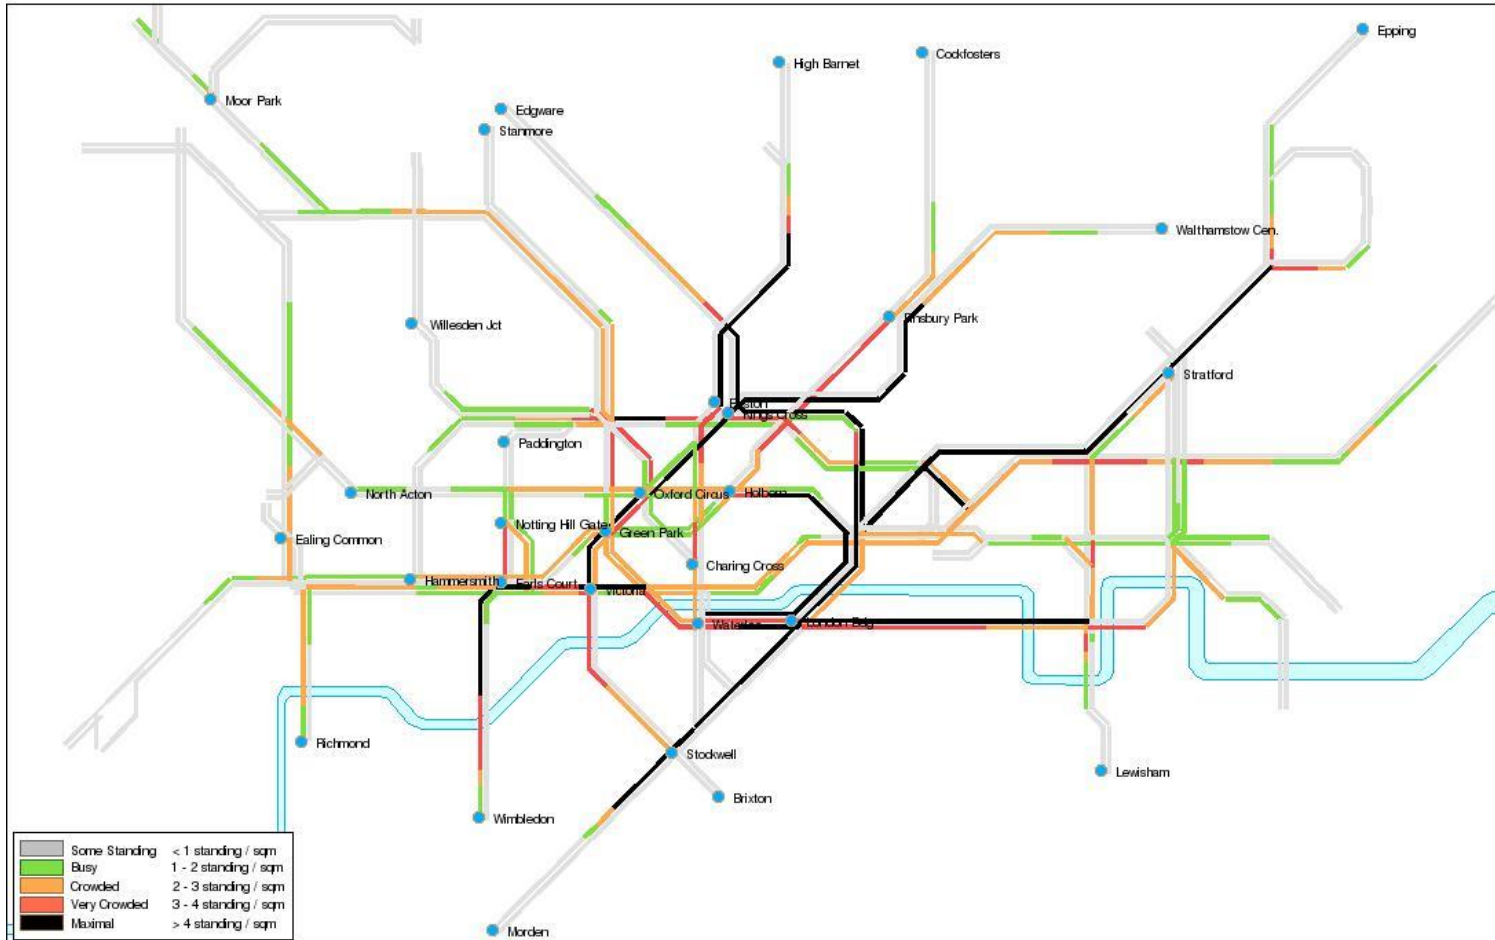 Epping
Cockfosters
High Barnet
Moor Park
Edgware
Stanmore
Walthamstow Cen.
Willesden Jct
Finsbury Park
Stratford
Euston
Kings Cross
Paddington
North Acton
Oxford Circus
Holborn
Notting Hill Gate
Green Park
Ealing Common
Charing Cross
Hammersmith
Earls Court
Victoria
Waterloo
London Bdg
Richmond
Stockwell
Lewisham
Brixton
Wimbledon
Morden
Some Standing < 1 standing / sqm
Busy 1 - 2 standing / sqm
Crowded 2 - 3 standing / sqm
Very Crowded 3 - 4 standing / sqm
Maximal > 4 standing / sqm